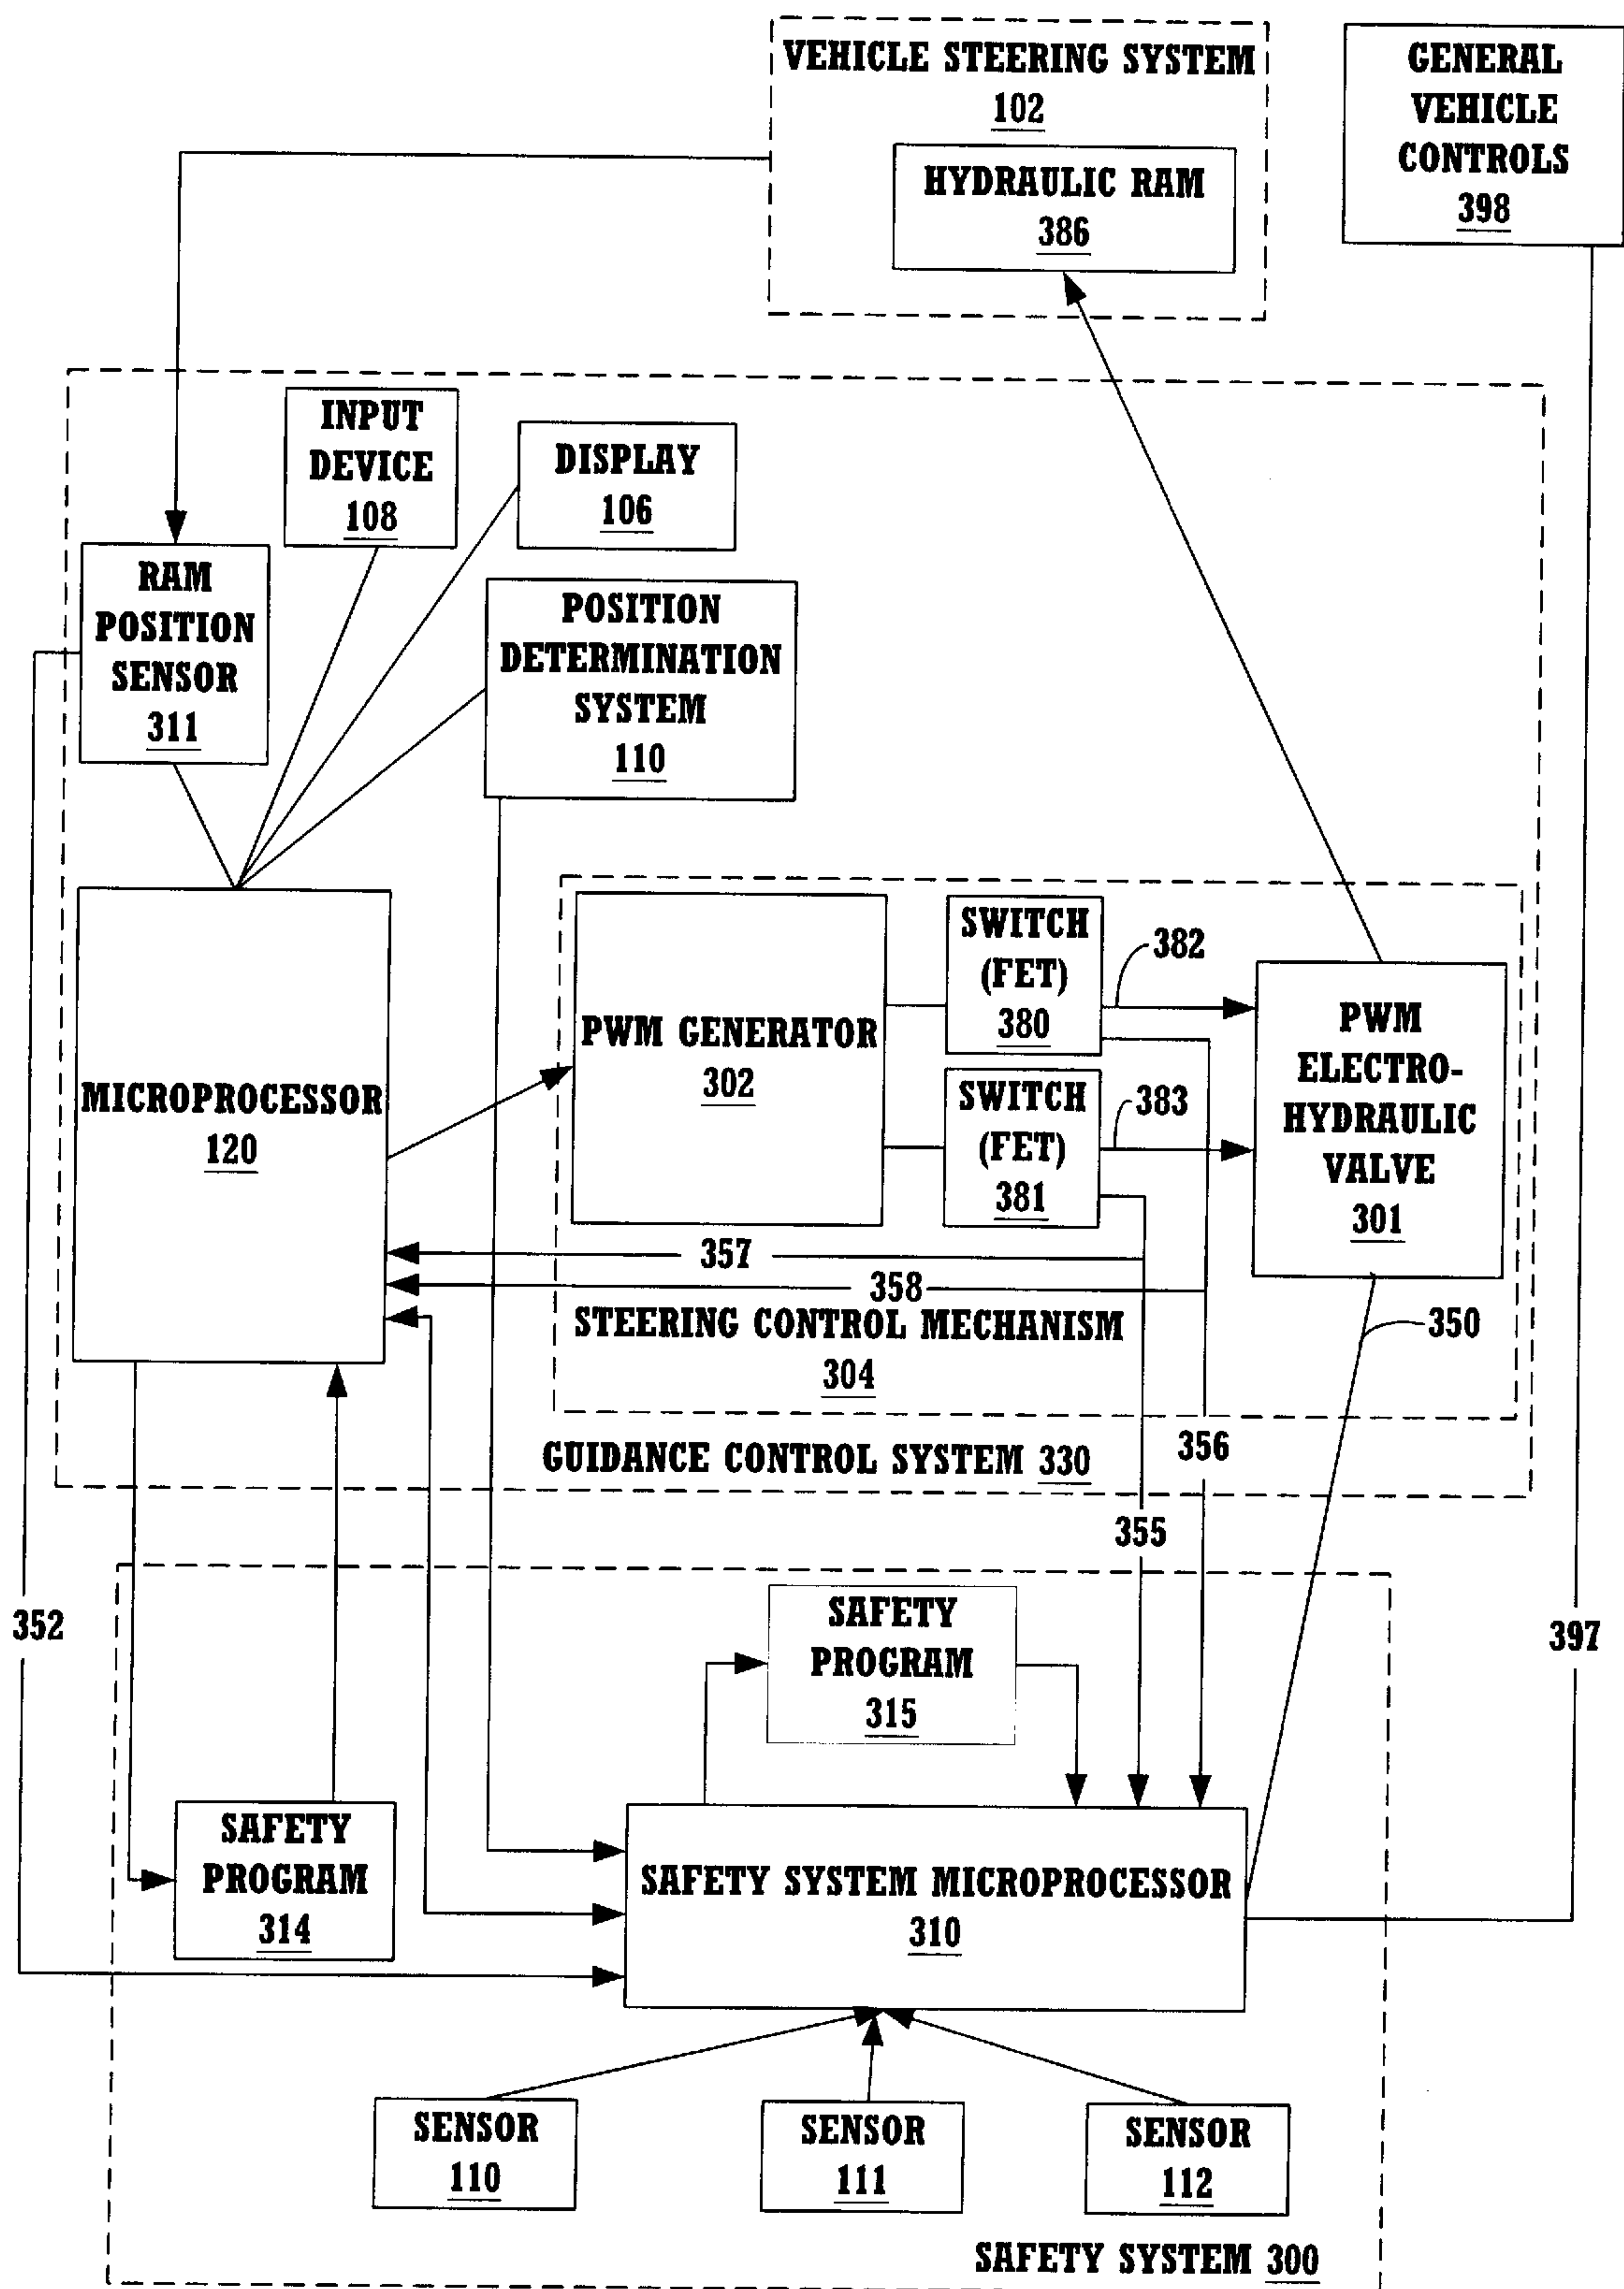 VEHICLE STEERING SYSTEM
102
HYDRAULIC RAM
386
GENERAL
VEHICLE
CONTROLS
398
INPUT
DEVICE
108
DISPLAY
106
RAM
POSITION
SENSOR
311
POSITION
DETERMINATION
SYSTEM
110
MICROPROCESSOR
120
PWM GENERATOR
302
SWITCH
(FET)
380
382
SWITCH
(FET)
381
383
PWM
ELECTRO-
HYDRAULIC
VALVE
301
357
358
350
STEERING CONTROL MECHANISM
304
GUIDANCE CONTROL SYSTEM 330
356
355
352
397
SAFETY
PROGRAM
315
SAFETY
PROGRAM
314
SAFETY SYSTEM MICROPROCESSOR
310
SENSOR
110
SENSOR
111
SENSOR
112
SAFETY SYSTEM 300